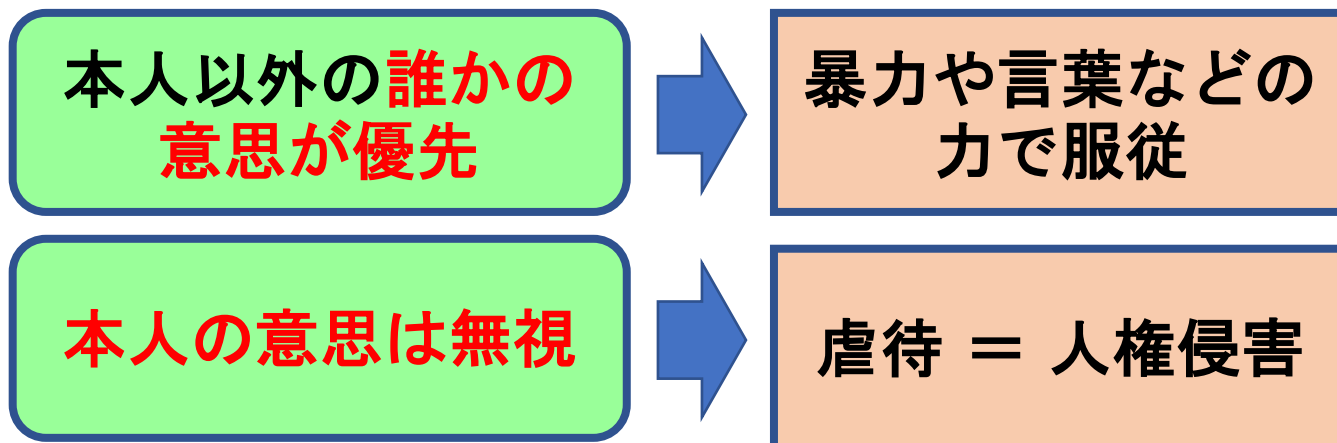 本人以外の誰かの
意思が優先
暴力や言葉などの
力で服従
本人の意思は無視
虐待 ＝ 人権侵害